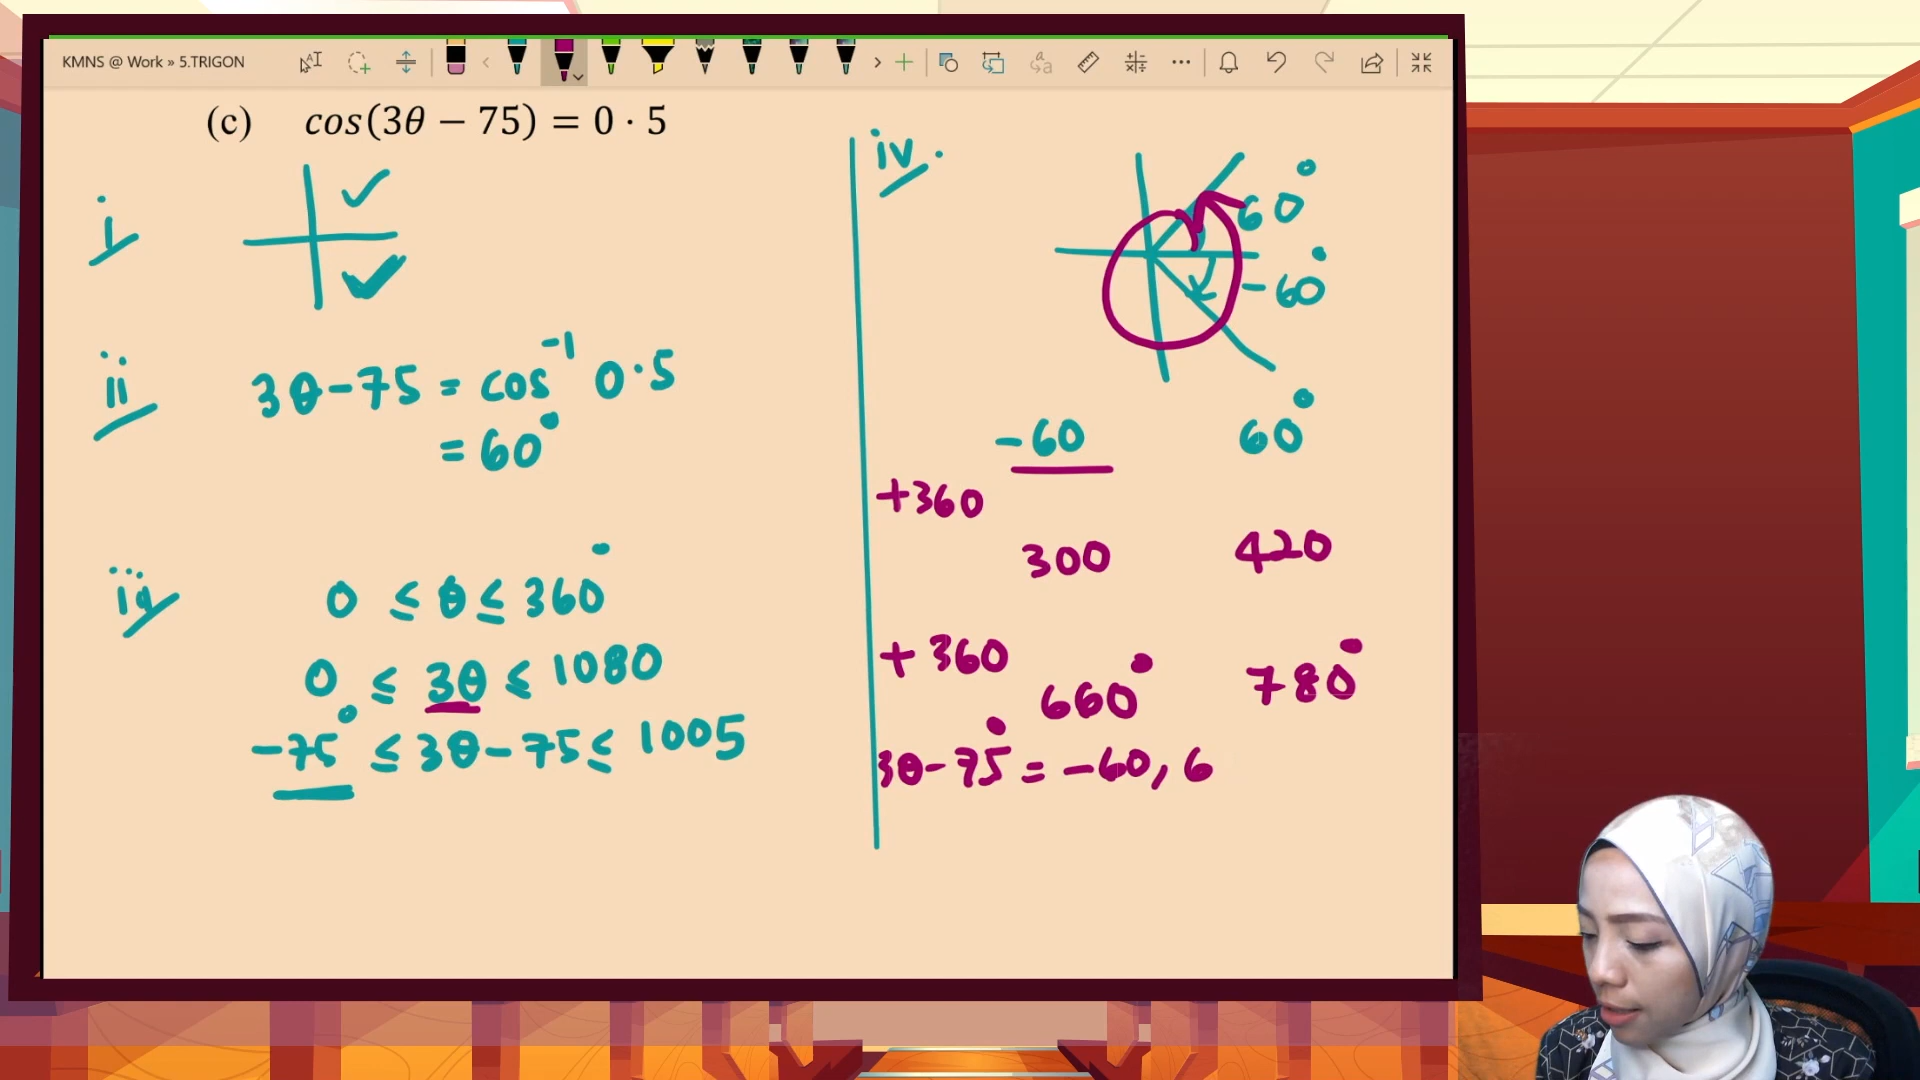 KMNS @ Work » 5.TRIGON
(c) cos(3θ − 75) = 0 · 5
i
ii 3θ-75 = cos⁻¹ 0·5
= 60°
iii 0 ≤ θ ≤ 360°
0 ≤ 3θ ≤ 1080
-75° ≤ 3θ-75 ≤ 1005
iv.
60°
-60°
-60 60°
+360
300 420
+360
660° 780°
3θ-75° = -60, 6